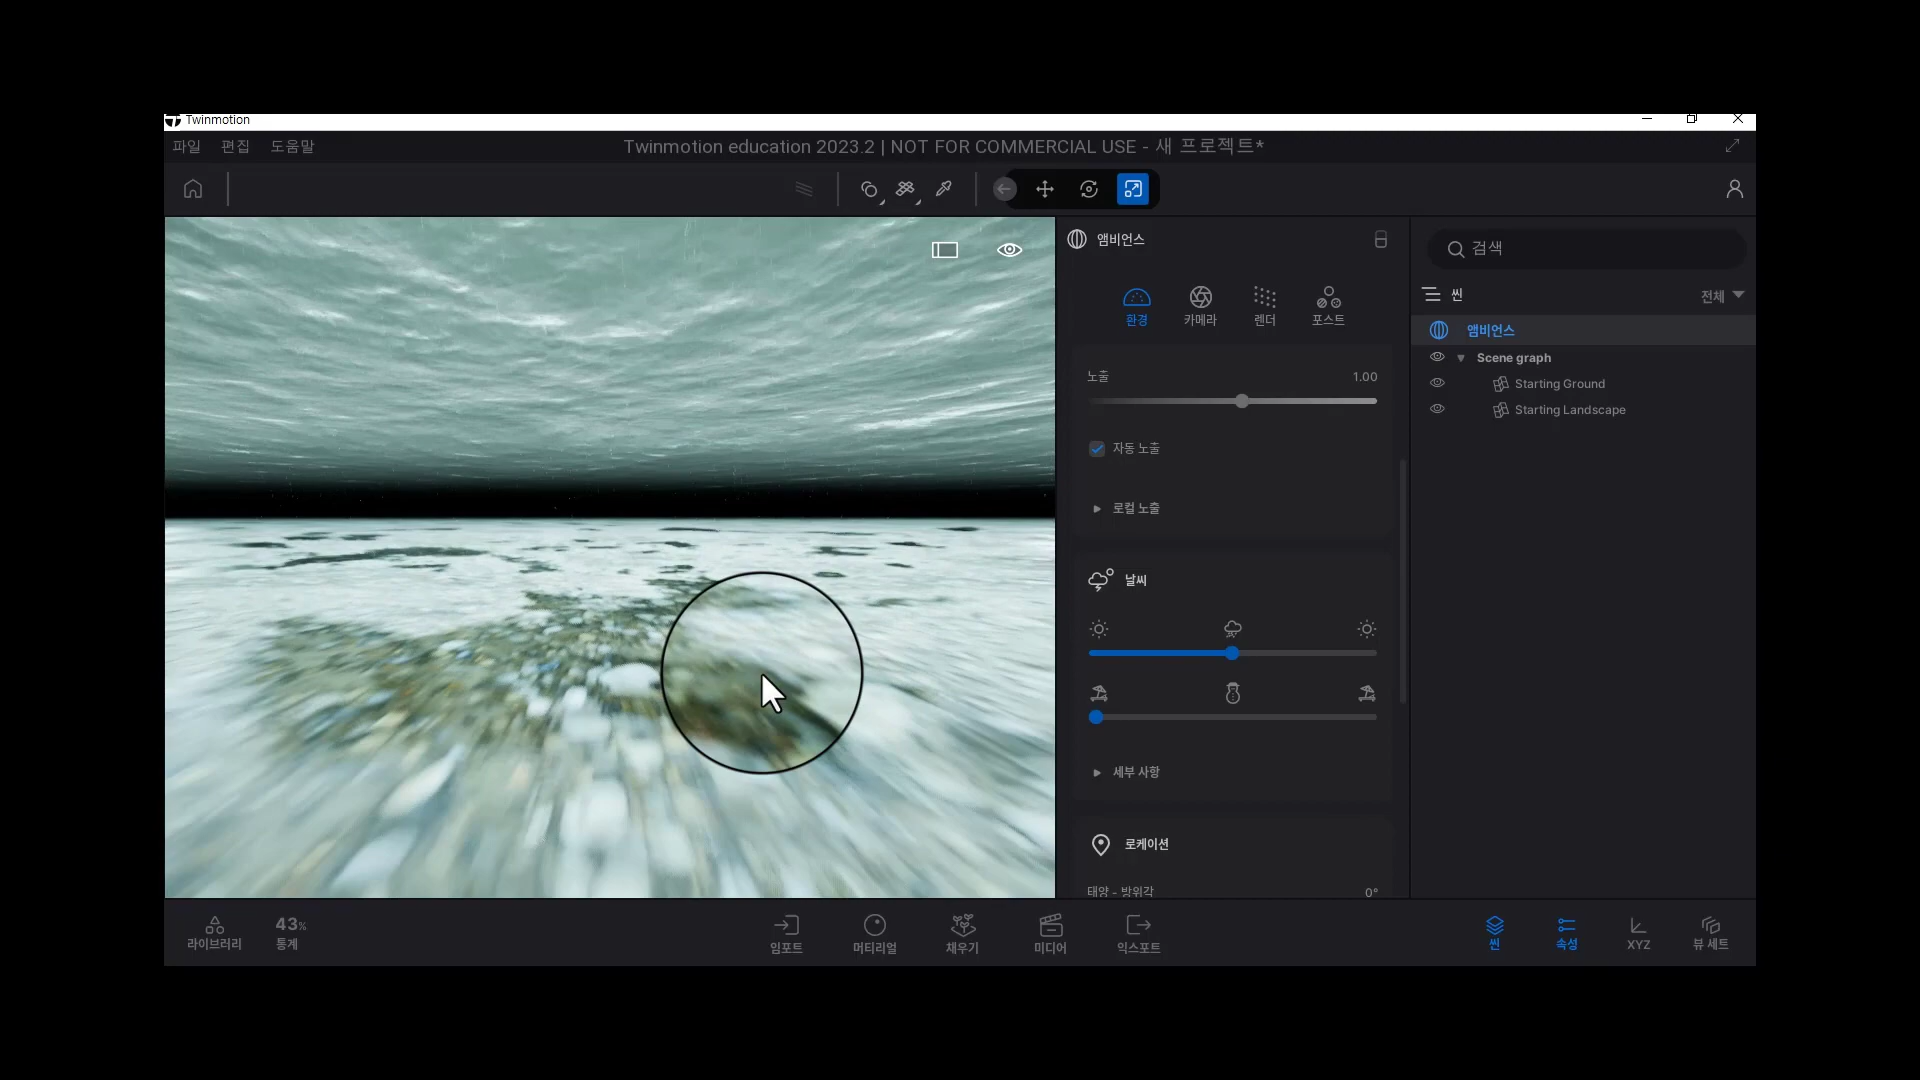 Twinmotion
파일 편집 도움말
Twinmotion education 2023.2 | NOT FOR COMMERCIAL USE - 새 프로젝트*
앰비언스
환경 카메라 렌더 포스트
노출 1.00
자동 노출
로컬 노출
날씨
세부 사항
로케이션
태양 - 방위각 0°
검색
씬 전체
앰비언스
Scene graph
Starting Ground
Starting Landscape
라이브러리
43%
통계
임포트 머티리얼 채우기 미디어 익스포트
씬 속성 XYZ 뷰 세트